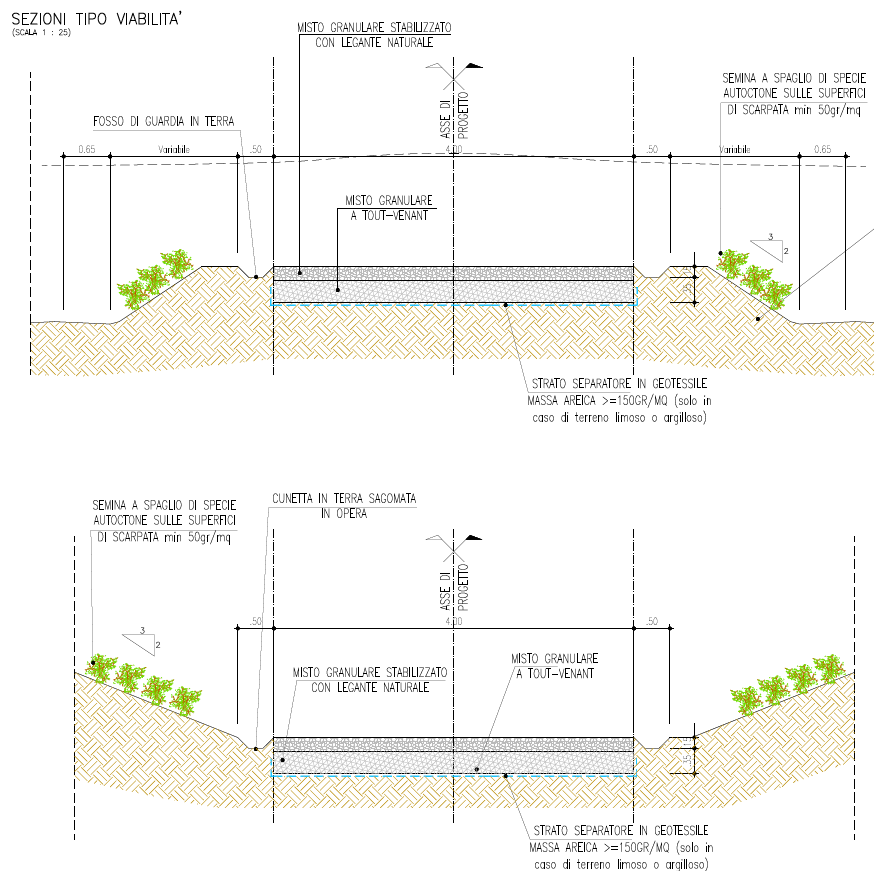 SEZIONI TIPO VIABILITA'
(SCALA 1 : 25)
MISTO GRANULARE STABILIZZATO
CON LEGANTE NATURALE
SEMINA A SPAGLIO DI SPECIE
AUTOCTONE SULLE SUPERFICI
DI SCARPATA min 50gr/mq
FOSSO DI GUARDIA IN TERRA
ASSE DI
PROGETTO
0.65
Variabile
.50
4.00
.50
Variabile
0.65
MISTO GRANULARE
A TOUT-VENANT
3
2
STRATO SEPARATORE IN GEOTESSILE
MASSA AREICA >=150GR/MQ (solo in
caso di terreno limoso o argilloso)
SEMINA A SPAGLIO DI SPECIE
AUTOCTONE SULLE SUPERFICI
DI SCARPATA min 50gr/mq
CUNETTA IN TERRA SAGOMATA
IN OPERA
ASSE DI
PROGETTO
.50
4.00
.50
3
2
MISTO GRANULARE STABILIZZATO
CON LEGANTE NATURALE
MISTO GRANULARE
A TOUT-VENANT
STRATO SEPARATORE IN GEOTESSILE
MASSA AREICA >=150GR/MQ (solo in
caso di terreno limoso o argilloso)